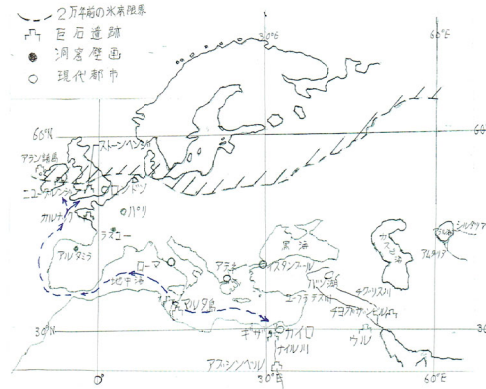 2万年前の氷床限界
巨石遺跡
洞窟壁画
現代都市
30°E
60°E
60°N
60
ストーンヘンジ
アラン諸島
ニューグレンジ
ロンドン
カルナック
パリ
ラスコー
アルタミラ
ローマ
地中海
マルタ島
アテネ
黒海
イスタンブール
カスピ海
アラル海
シルダリア
アムダリア
バン湖
チグリス川
ユーフラテス川
チョガ・ザンビル
ウル
30°N
ギザ
カイロ
ナイル川
アブ・シンベル
0°
30°E
60°E